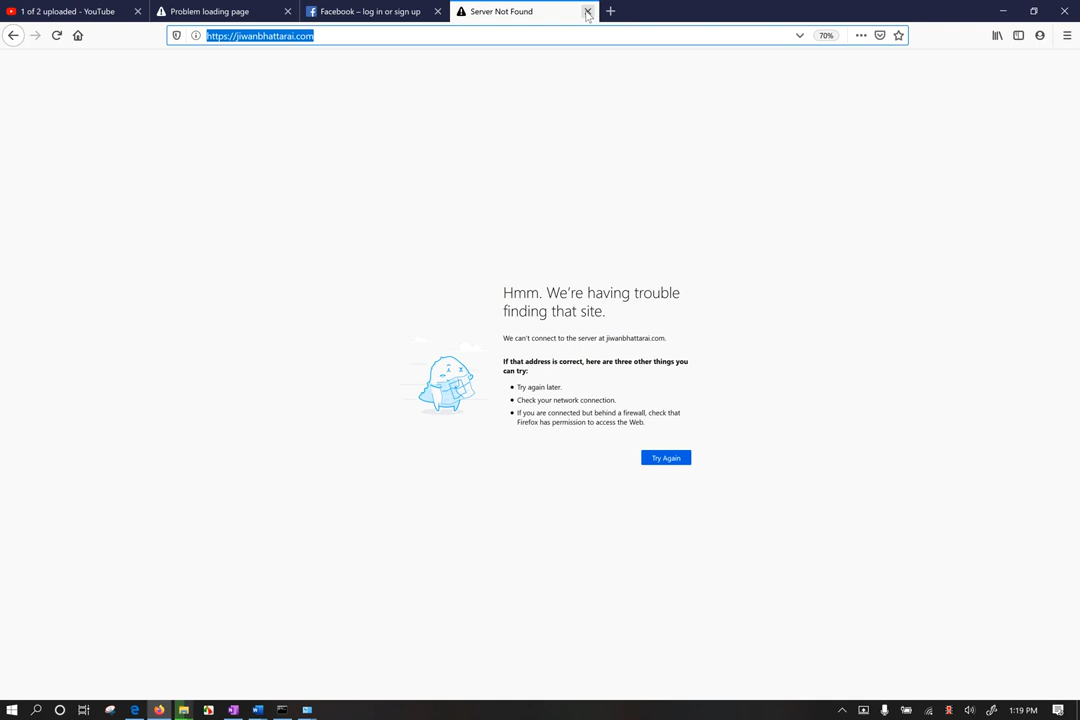 1 of 2 uploaded - YouTube
Problem loading page
Facebook – log in or sign up
Server Not Found
https://jiwanbhattarai.com
70%
Hmm. We're having trouble
finding that site.
We can't connect to the server at jiwanbhattarai.com.
If that address is correct, here are three other things you
can try:
Try again later.
Check your network connection.
If you are connected but behind a firewall, check that
Firefox has permission to access the Web.
Try Again
1:19 PM